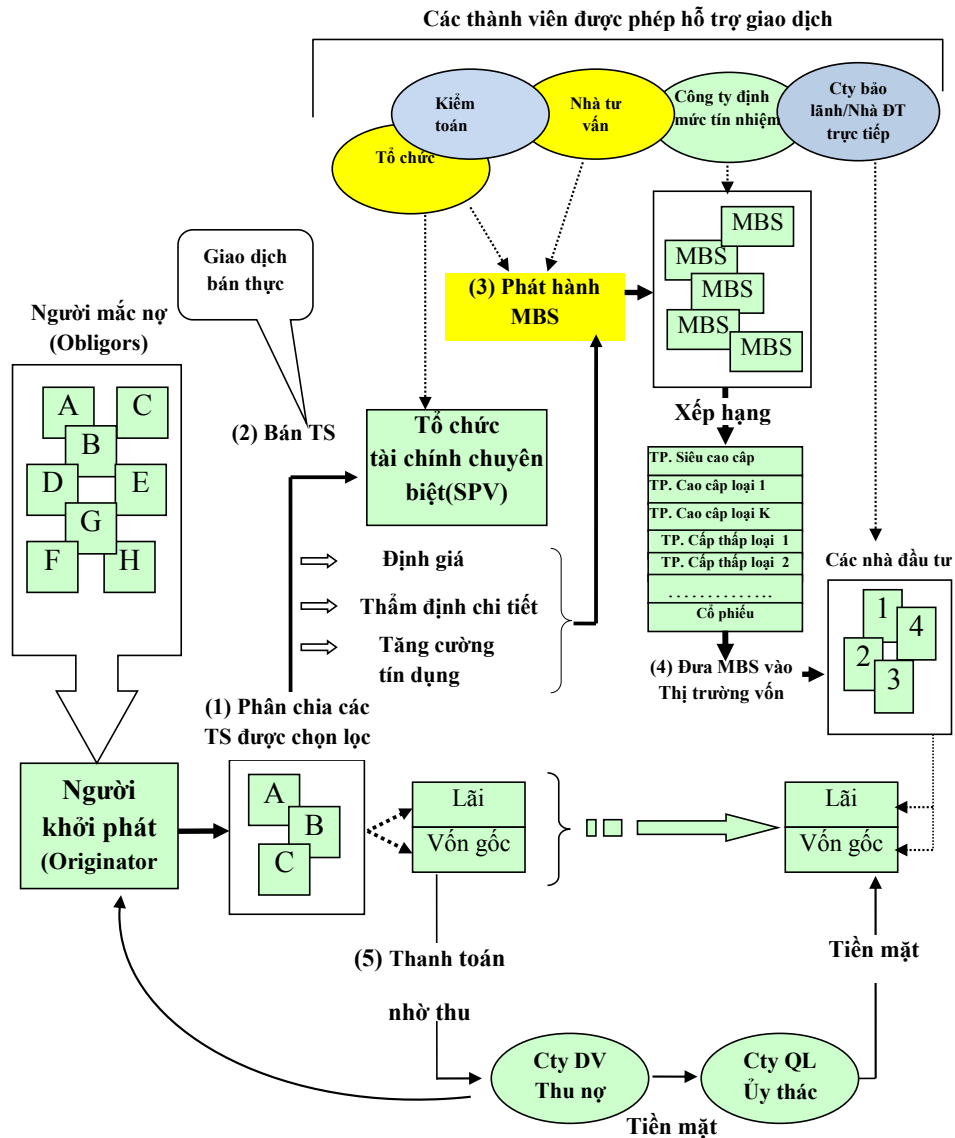 Các thành viên được phép hỗ trợ giao dịch
Kiểm
toán
Nhà tư
vấn
Công ty định
mức tín nhiệm
Cty bảo
lãnh/Nhà ĐT
trực tiếp
Tổ chức
Giao dịch
bán thực
(3) Phát hành
MBS
MBS
MBS
MBS
MBS
MBS
Người mắc nợ
(Obligors)
A
C
B
D
E
G
F
H
(2) Bán TS
Tổ chức
tài chính chuyên
biệt(SPV)
Xếp hạng
TP. Siêu cao câp
TP. Cao câp loại 1
TP. Cao câp loại K
TP. Cấp thấp loại 1
TP. Cấp thấp loại 2
. . . . . . . . . . . . . .
Cổ phiếu
Định giá
Thẩm định chi tiết
Tăng cường
tín dụng
Các nhà đầu tư
1
4
2
3
(4) Đưa MBS vào
Thị trường vốn
(1) Phân chia các
TS được chọn lọc
Người
khởi phát
(Originator
A
B
C
Lãi
Vốn gốc
Lãi
Vốn gốc
(5) Thanh toán
nhờ thu
Tiền mặt
Cty DV
Thu nợ
Cty QL
Ủy thác
Tiền mặt